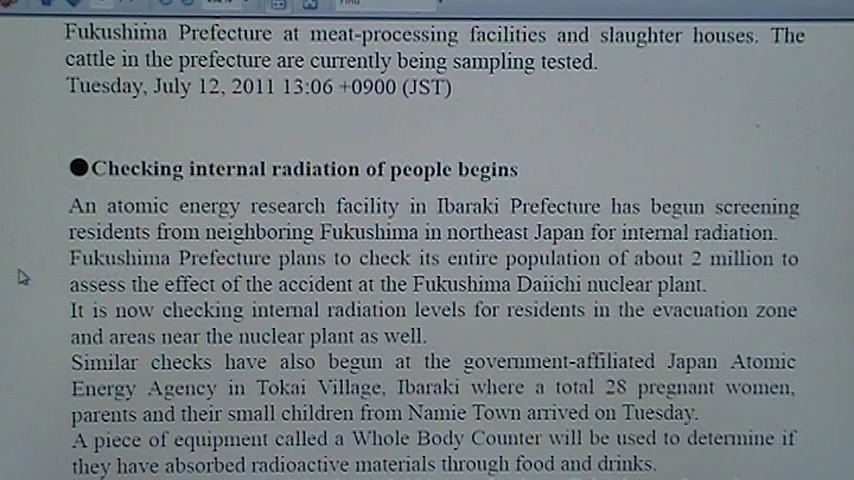 Fukushima Prefecture at meat-processing facilities and slaughter houses. The
cattle in the prefecture are currently being sampling tested.
Tuesday, July 12, 2011 13:06 +0900 (JST)
●Checking internal radiation of people begins
An atomic energy research facility in Ibaraki Prefecture has begun screening
residents from neighboring Fukushima in northeast Japan for internal radiation.
Fukushima Prefecture plans to check its entire population of about 2 million to
assess the effect of the accident at the Fukushima Daiichi nuclear plant.
It is now checking internal radiation levels for residents in the evacuation zone
and areas near the nuclear plant as well.
Similar checks have also begun at the government-affiliated Japan Atomic
Energy Agency in Tokai Village, Ibaraki where a total 28 pregnant women,
parents and their small children from Namie Town arrived on Tuesday.
A piece of equipment called a Whole Body Counter will be used to determine if
they have absorbed radioactive materials through food and drinks.